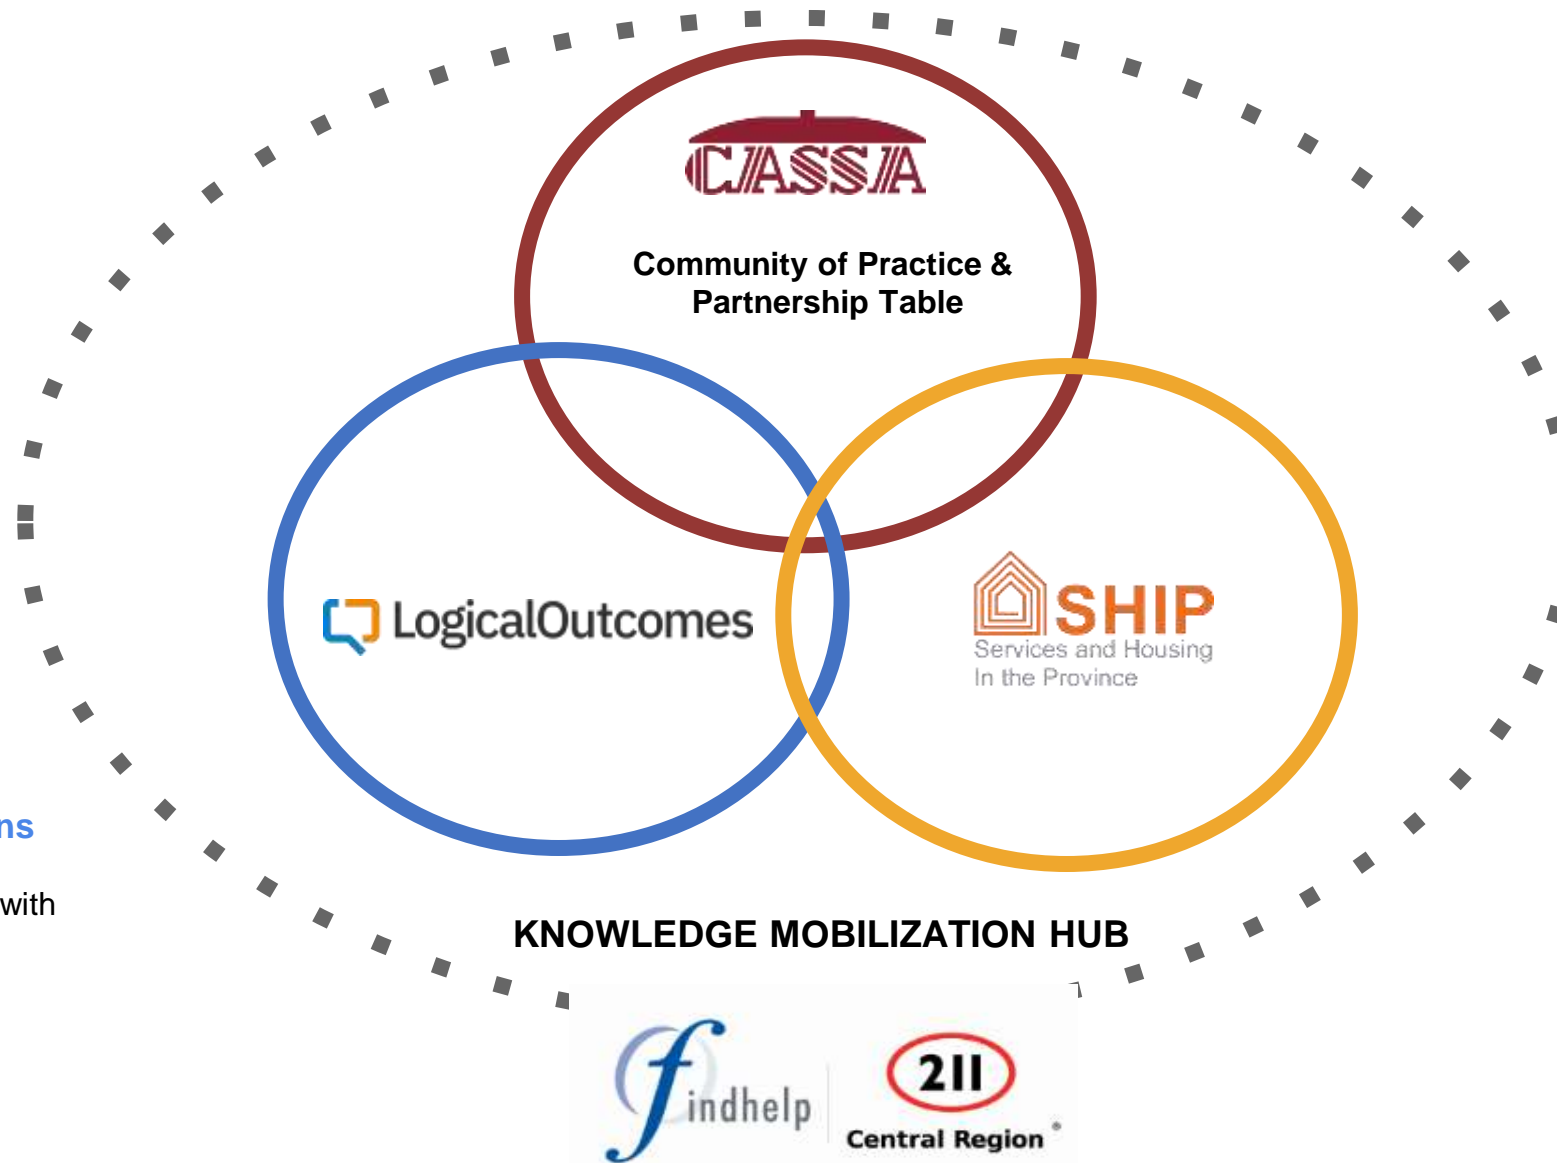 CASSA
Community of Practice &
Partnership Table
LogicalOutcomes
SHIP
Services and Housing
In the Province
ns
with
KNOWLEDGE MOBILIZATION HUB
findhelp
211
Central Region